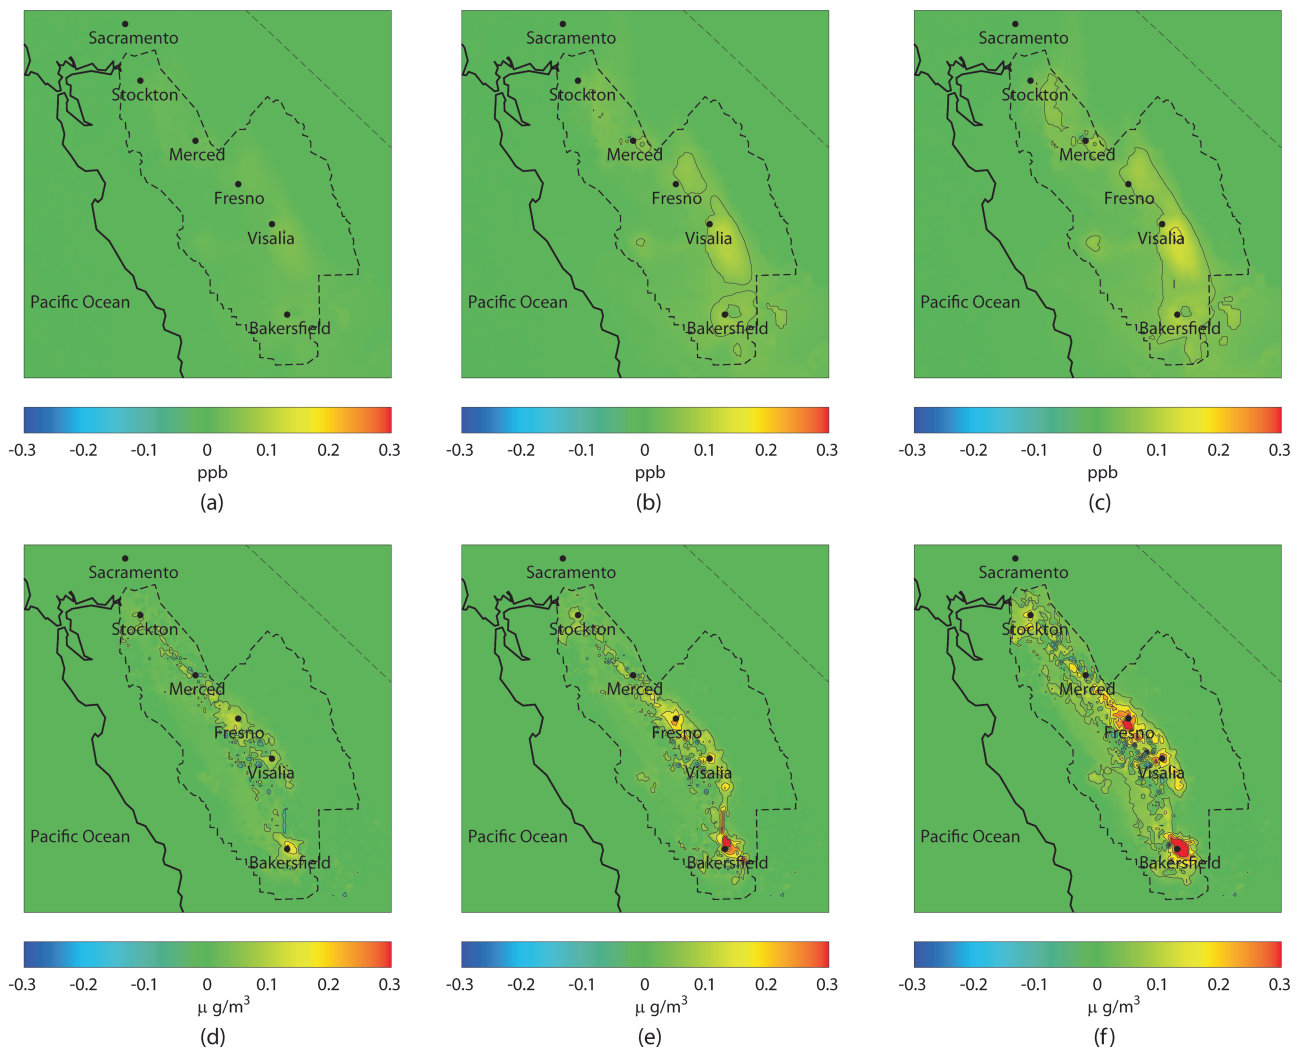 Sacramento
Stockton
Merced
Fresno
Visalia
Pacific Ocean
Bakersfield
-0.3 -0.2 -0.1 0 0.1 0.2 0.3
ppb
(a)
Sacramento
Stockton
Merced
Fresno
Visalia
Pacific Ocean
Bakersfield
-0.3 -0.2 -0.1 0 0.1 0.2 0.3
ppb
(b)
Sacramento
Stockton
Merced
Fresno
Visalia
Pacific Ocean
Bakersfield
-0.3 -0.2 -0.1 0 0.1 0.2 0.3
ppb
(c)
Sacramento
Stockton
Merced
Fresno
Visalia
Pacific Ocean
Bakersfield
-0.3 -0.2 -0.1 0 0.1 0.2 0.3
μ g/m³
(d)
Sacramento
Stockton
Merced
Fresno
Visalia
Pacific Ocean
Bakersfield
-0.3 -0.2 -0.1 0 0.1 0.2 0.3
μ g/m³
(e)
Sacramento
Stockton
Merced
Fresno
Visalia
Pacific Ocean
Bakersfield
-0.3 -0.2 -0.1 0 0.1 0.2 0.3
μ g/m³
(f)